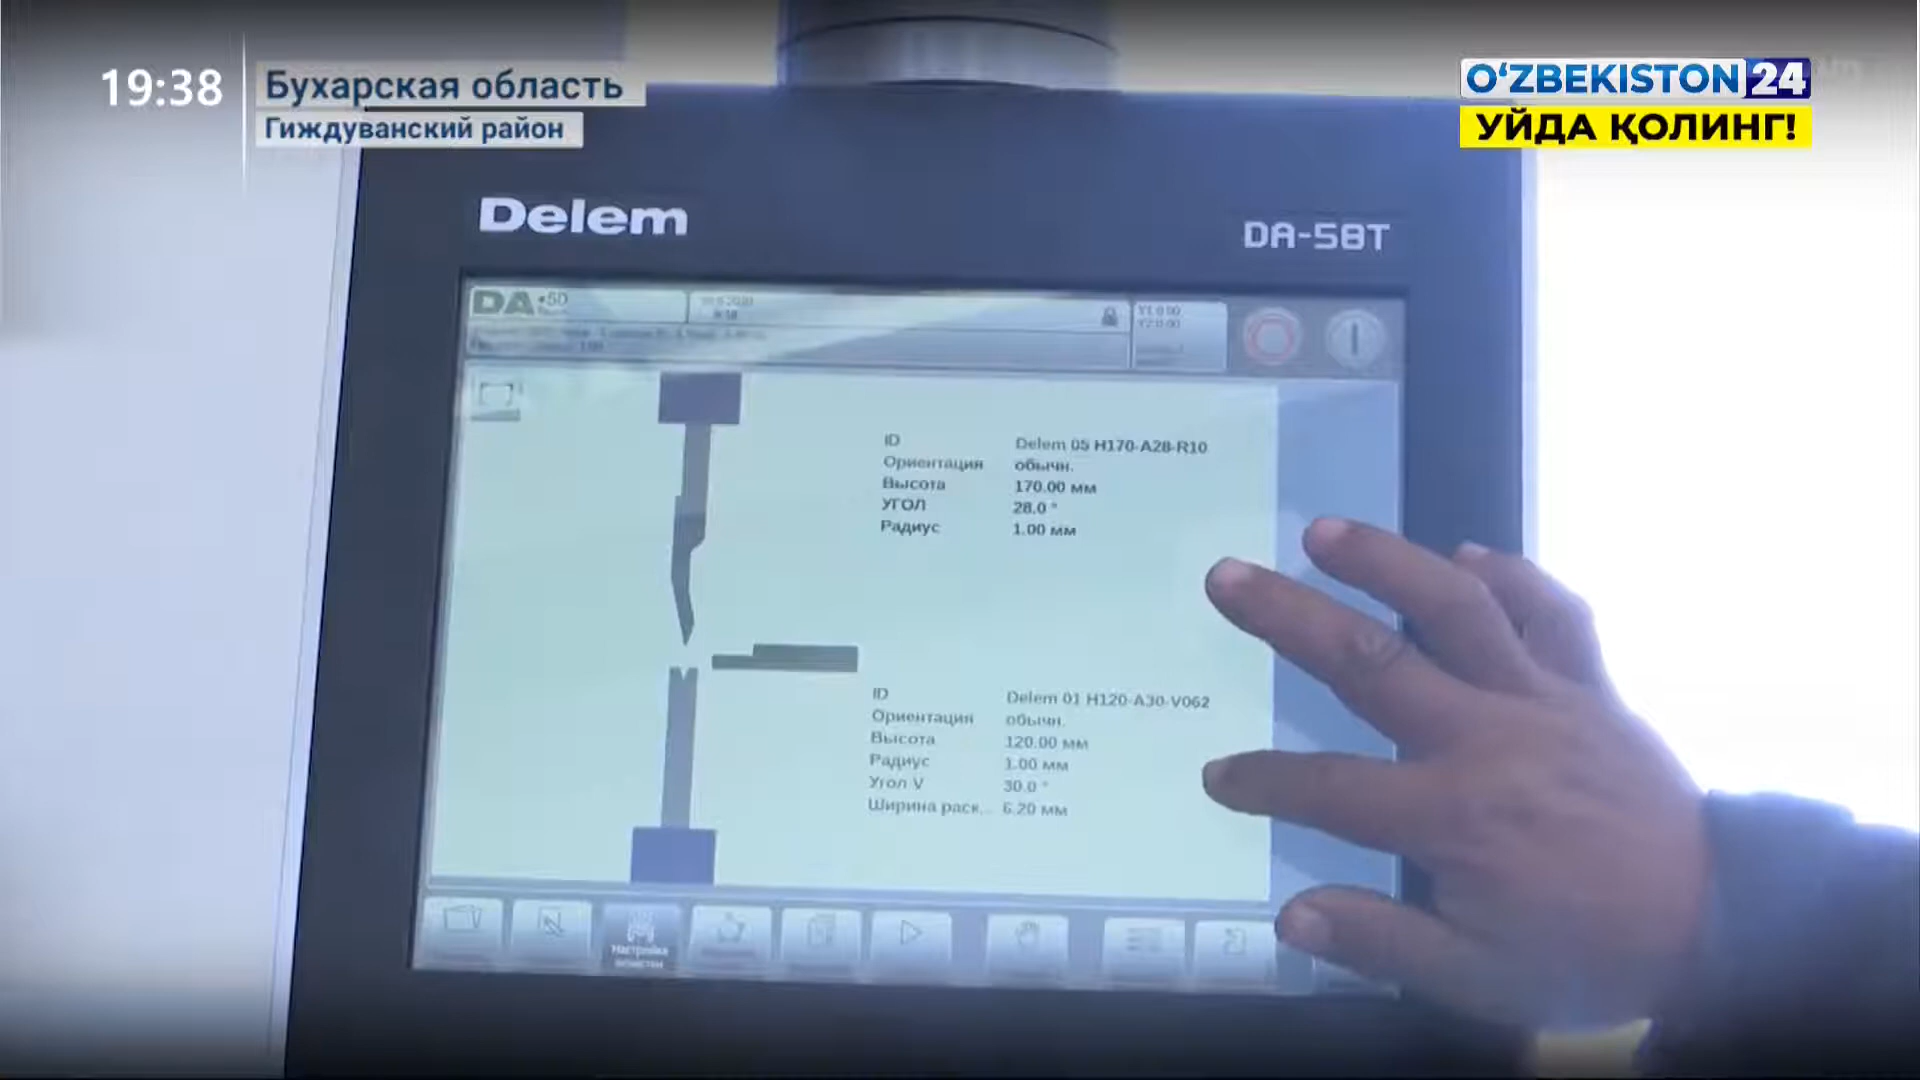 19:38
Бухарская область
Гиждуванский район
O‘ZBEKISTON 24
УЙДА ҚОЛИНГ!
Delem
DA-58T
DA
ID Delem 05 H170-A28-R10
Ориентация обычн.
Высота 170.00 мм
УГОЛ 28.0 °
Радиус 1.00 мм
ID Delem 01 H120-A30-V062
Ориентация обычн.
Высота 120.00 мм
Радиус 1.00 мм
Угол V 30.0 °
Ширина раск... 6.20 мм
Настройка